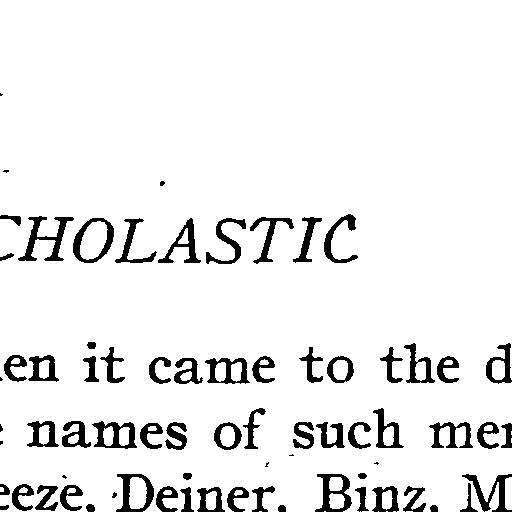 CHOLASTIC
en it came to the d
names of such mer
eeze, Deiner, Binz, M